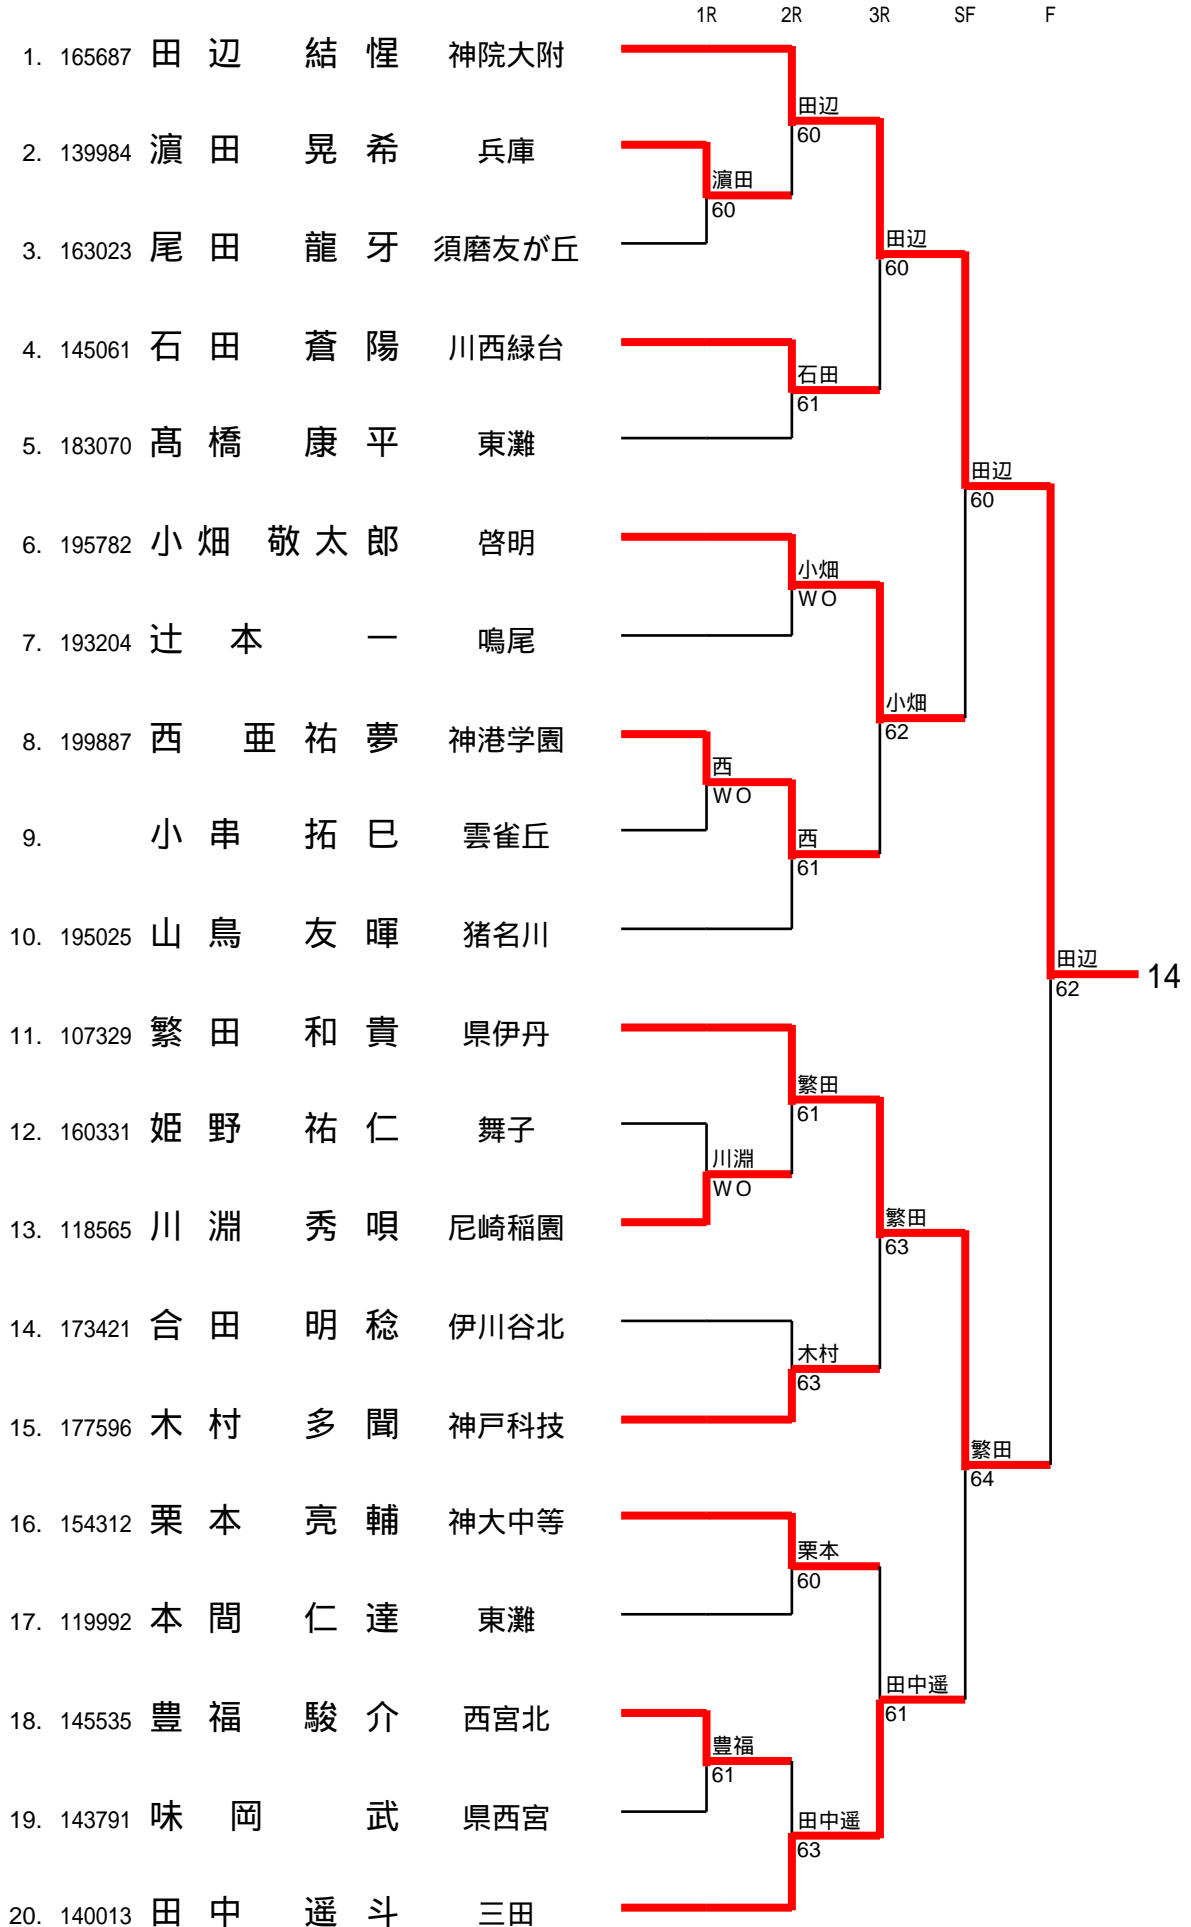 1R 2R 3R SF F
1. 165687 田辺 結惺 神院大附
田辺
60
2. 139984 濵田 晃希 兵庫
濵田
60
3. 163023 尾田 龍牙 須磨友が丘
田辺
60
4. 145061 石田 蒼陽 川西緑台
石田
61
5. 183070 髙橋 康平 東灘
田辺
60
6. 195782 小畑 敬太郎 啓明
小畑
WO
7. 193204 辻本 一 鳴尾
小畑
62
8. 199887 西 亜祐夢 神港学園
西
WO
9. 小串 拓巳 雲雀丘
西
61
10. 195025 山鳥 友暉 猪名川
田辺
62
14
11. 107329 繁田 和貴 県伊丹
繁田
61
12. 160331 姫野 祐仁 舞子
川淵
WO
13. 118565 川淵 秀唄 尼崎稲園
繁田
63
14. 173421 合田 明稔 伊川谷北
木村
63
15. 177596 木村 多聞 神戸科技
繁田
64
16. 154312 栗本 亮輔 神大中等
栗本
60
17. 119992 本間 仁達 東灘
田中遥
61
18. 145535 豊福 駿介 西宮北
豊福
61
19. 143791 味岡 武 県西宮
田中遥
63
20. 140013 田中 遥斗 三田